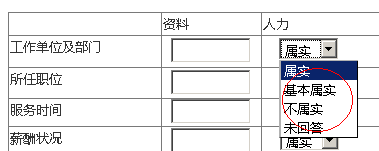 资料 人力
工作单位及部门 属实
属实
所任职位 基本属实
不属实
服务时间
未回答
薪酬状况 属实